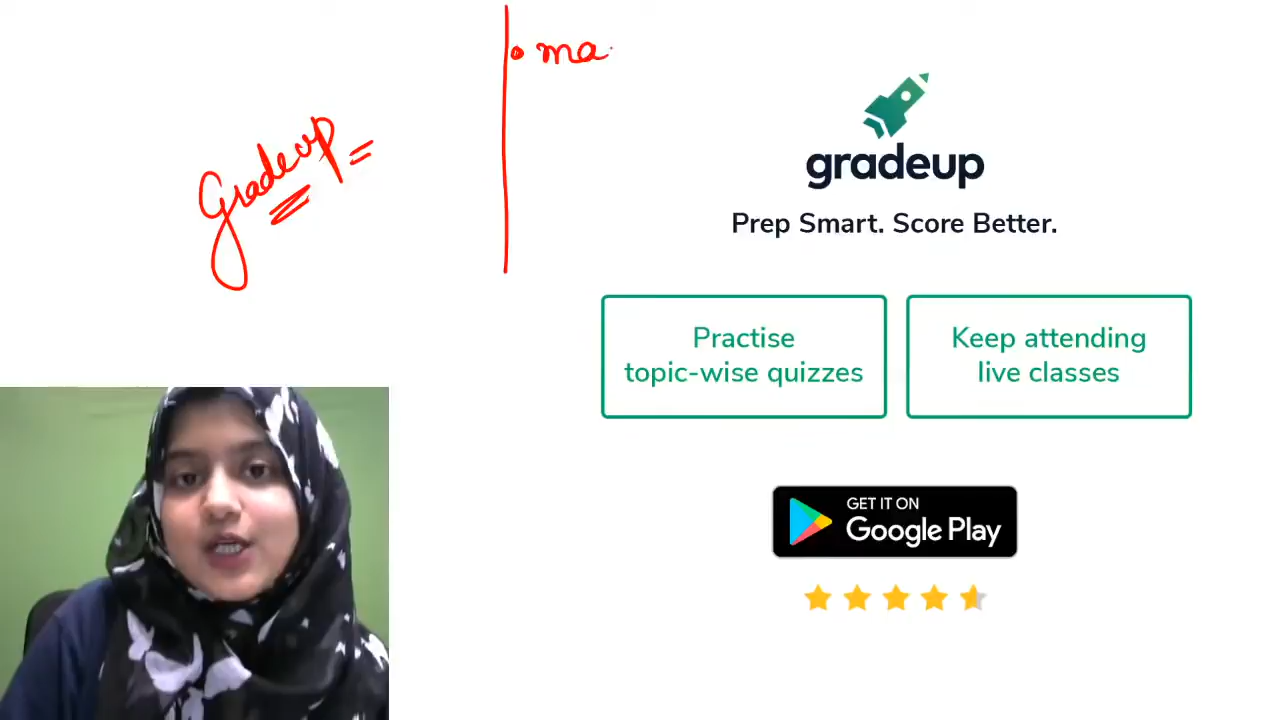 ma
Gradeup
gradeup
Prep Smart. Score Better.
Practise
topic-wise quizzes
Keep attending
live classes
GET IT ON
Google Play